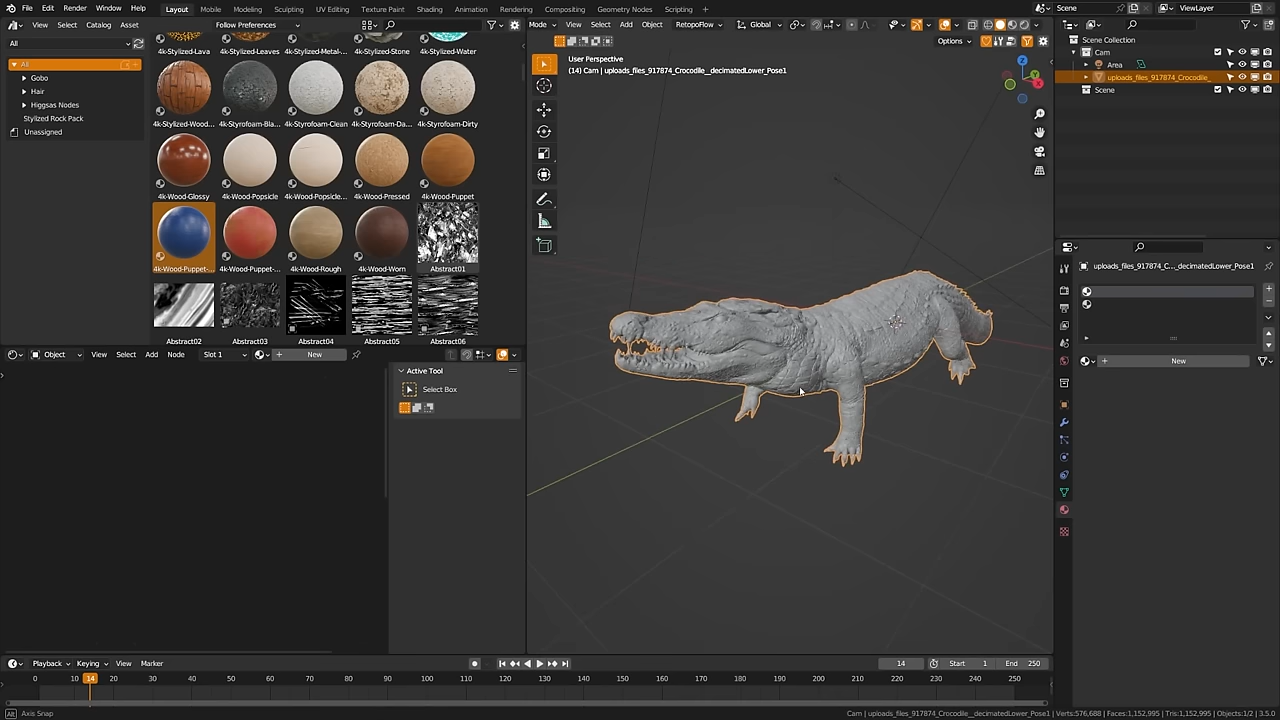 File Edit Render Window Help Layout Mobile Modeling Sculpting UV Editing Texture Paint Shading Animation Rendering Compositing Geometry Nodes Scripting + Scene ViewLayer
View Select Catalog Asset Follow Preferences
Mode View Select Add Object RetopoFlow Global
Options
All
All
Gobo
Hair
Higgsas Nodes
Stylized Rock Pack
Unassigned
4k-Stylized-Lava 4k-Stylized-Leaves 4k-Stylized-Metal-... 4k-Stylized-Stone 4k-Stylized-Water
4k-Stylized-Wood... 4k-Styrofoam-Bla... 4k-Styrofoam-Clean 4k-Styrofoam-Da... 4k-Styrofoam-Dirty
4k-Wood-Glossy 4k-Wood-Popsicle 4k-Wood-Popsicle... 4k-Wood-Pressed 4k-Wood-Puppet
4k-Wood-Puppet-... 4k-Wood-Puppet-... 4k-Wood-Rough 4k-Wood-Worn Abstract01
Abstract02 Abstract03 Abstract04 Abstract05 Abstract06
User Perspective
(14) Cam | uploads_files_917874_Crocodile__decimatedLower_Pose1
Z
Y
X
Scene Collection
Cam
Area
uploads_files_917874_Crocodile_
Scene
uploads_files_917874_C..._decimatedLower_Pose1
+ New
Object View Select Add Node Slot 1 + New
Active Tool
Select Box
Playback Keying View Marker 14 Start 1 End 250
0 10 14 20 30 40 50 60 70 80 90 100 110 120 130 140 150 160 170 180 190 200 210 220 230 240 250
Alt Axis Snap
Cam | uploads_files_917874_Crocodile__decimatedLower_Pose1 | Verts:576,688 | Faces:1,152,995 | Tris:1,152,995 | Objects:1/2 | 3.5.0